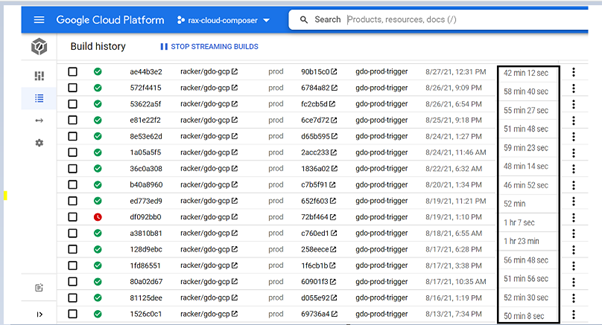 Google Cloud Platform rax-cloud-composer Search Products, resources, docs (/)
Build history STOP STREAMING BUILDS
ae44b3e2 racker/gdo-gcp prod 90b15c0 gdo-prod-trigger 8/27/21, 12:31 PM 42 min 12 sec
572f4415 racker/gdo-gcp prod 6784a82 gdo-prod-trigger 8/26/21, 9:09 PM 58 min 40 sec
53622a5f racker/gdo-gcp prod fc2cb5d gdo-prod-trigger 8/26/21, 6:54 PM 55 min 27 sec
e81e22f2 racker/gdo-gcp prod 6ce7d72 gdo-prod-trigger 8/25/21, 9:18 PM 51 min 48 sec
8e53e62d racker/gdo-gcp prod d65b595 gdo-prod-trigger 8/24/21, 1:27 PM 59 min 23 sec
1a05a5f5 racker/gdo-gcp prod 2acc233 gdo-prod-trigger 8/24/21, 11:46 AM 48 min 14 sec
36c0a308 racker/gdo-gcp prod 1836a02 gdo-prod-trigger 8/22/21, 6:32 AM 46 min 52 sec
b40a8960 racker/gdo-gcp prod c7b5f91 gdo-prod-trigger 8/20/21, 1:34 PM 52 min
ed773ed9 racker/gdo-gcp prod 652f603 gdo-prod-trigger 8/19/21, 11:21 PM 1 hr 7 sec
df092bb0 racker/gdo-gcp prod 72bf464 gdo-prod-trigger 8/19/21, 1:10 PM 1 hr 23 min
a3810b81 racker/gdo-gcp prod c760ed1 gdo-prod-trigger 8/18/21, 6:55 AM 56 min 48 sec
128d9ebc racker/gdo-gcp prod 258eece gdo-prod-trigger 8/17/21, 6:28 PM 51 min 56 sec
1fd86551 racker/gdo-gcp prod 1f6cb1b gdo-prod-trigger 8/17/21, 3:38 PM 52 min 30 sec
80a02d67 racker/gdo-gcp prod 60901f3 gdo-prod-trigger 8/17/21, 10:35 AM 50 min 8 sec
81125dee racker/gdo-gcp prod d055e92 gdo-prod-trigger 8/16/21, 1:19 PM
1526c0c1 racker/gdo-gcp prod 69736a4 gdo-prod-trigger 8/13/21, 7:34 PM